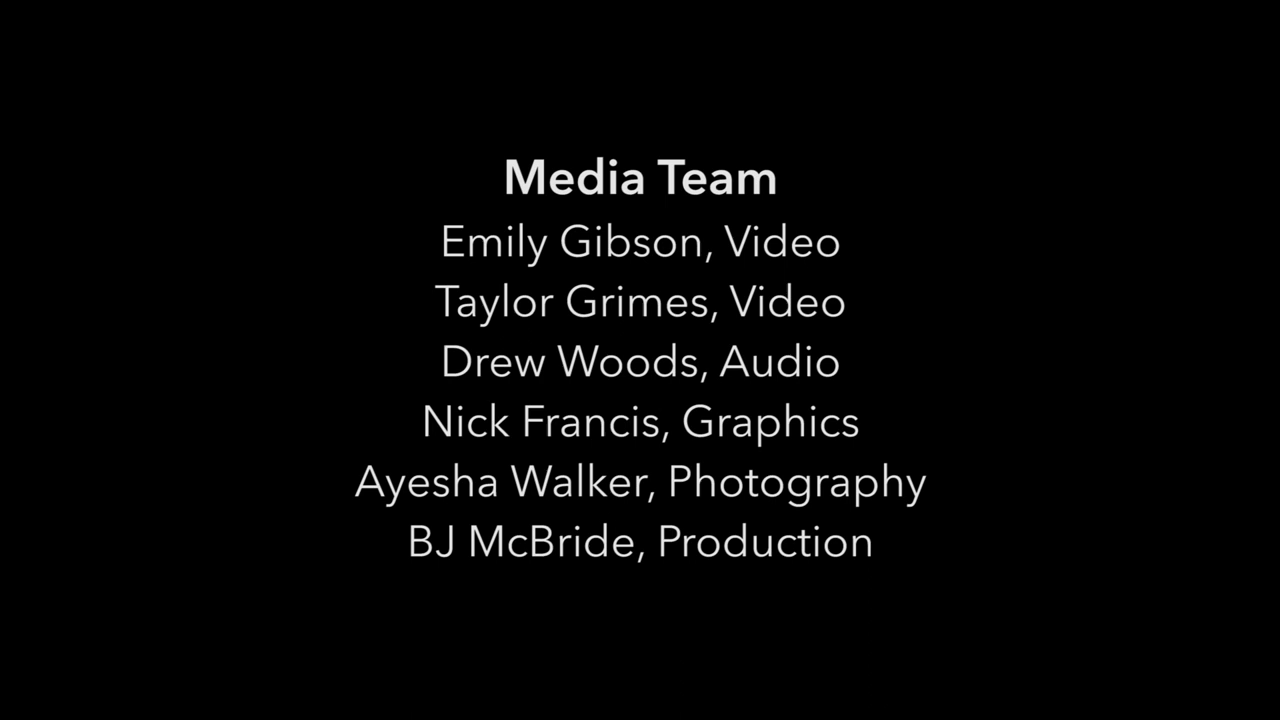 Media Team
Emily Gibson, Video
Taylor Grimes, Video
Drew Woods, Audio
Nick Francis, Graphics
Ayesha Walker, Photography
BJ McBride, Production